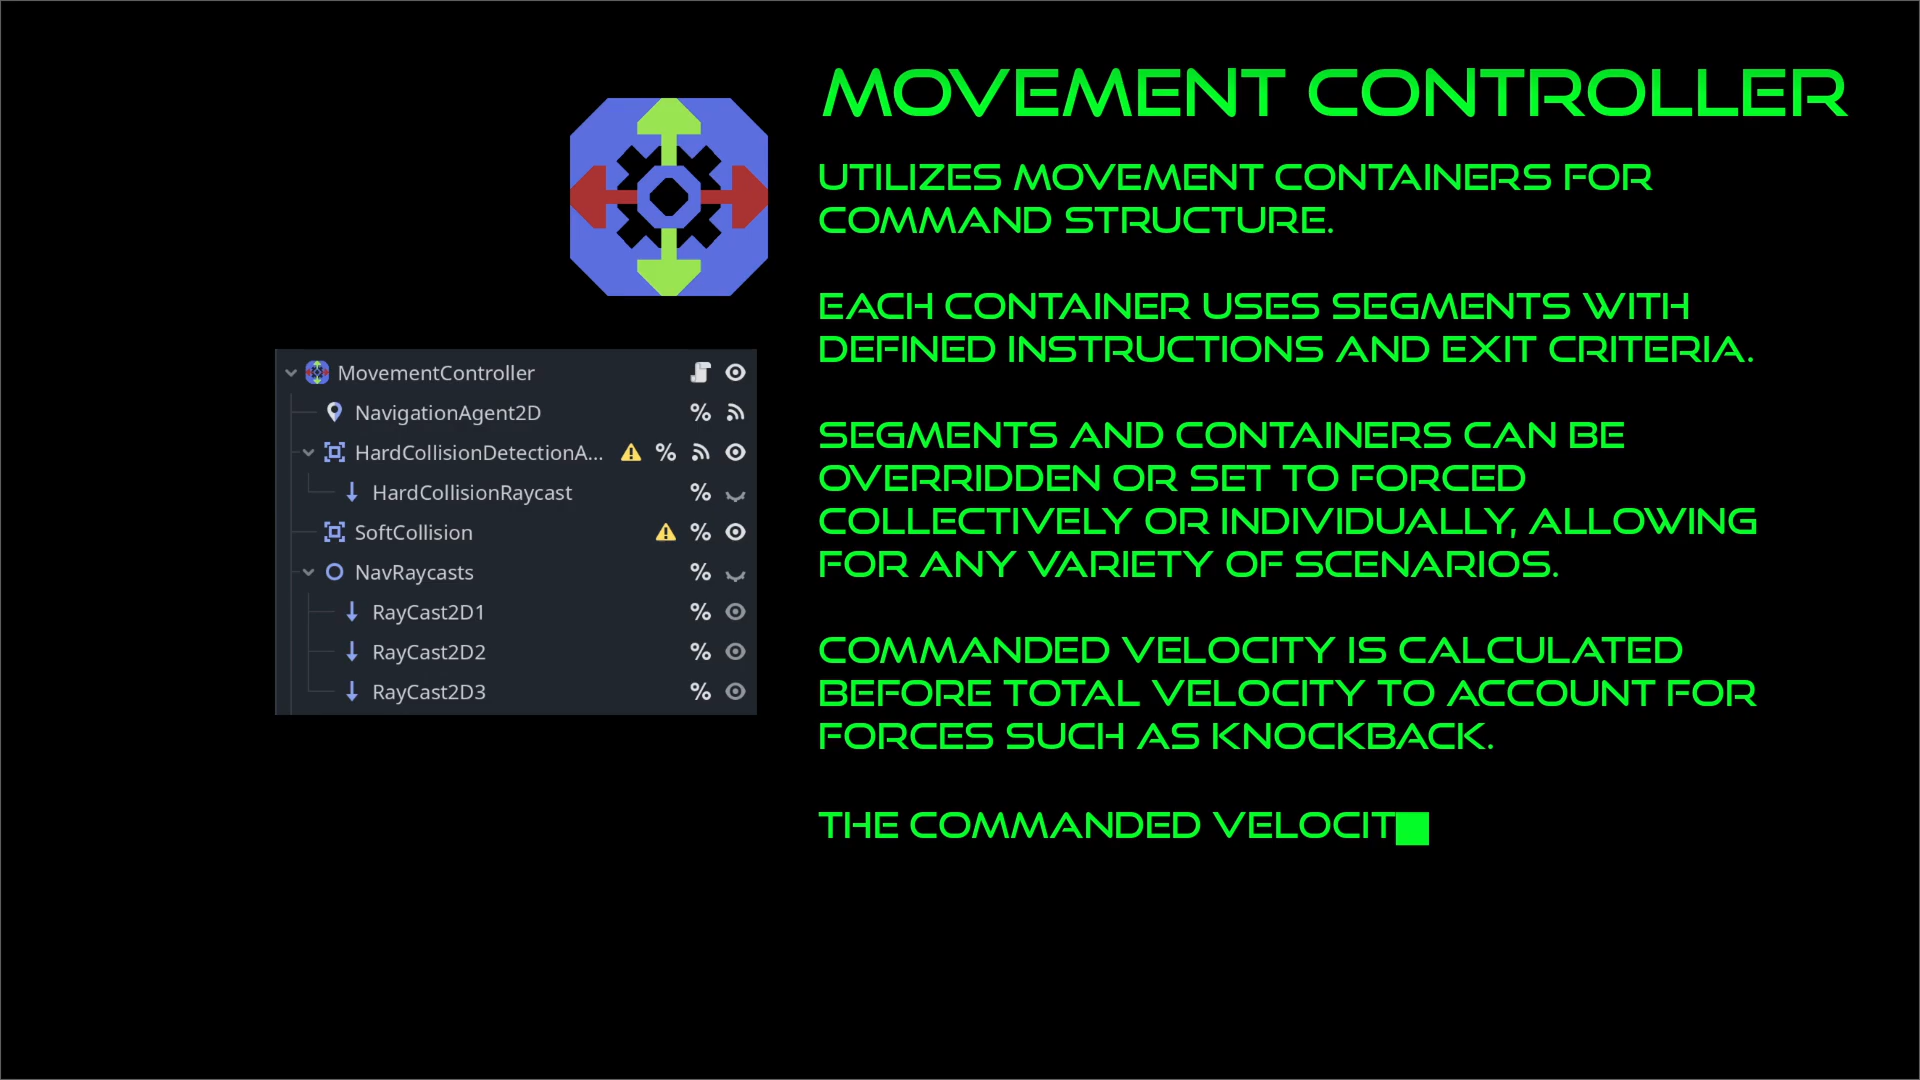 MOVEMENT CONTROLLER
UTILIZES MOVEMENT CONTAINERS FOR
COMMAND STRUCTURE.
EACH CONTAINER USES SEGMENTS WITH
DEFINED INSTRUCTIONS AND EXIT CRITERIA.
SEGMENTS AND CONTAINERS CAN BE
OVERRIDDEN OR SET TO FORCED
COLLECTIVELY OR INDIVIDUALLY, ALLOWING
FOR ANY VARIETY OF SCENARIOS.
COMMANDED VELOCITY IS CALCULATED
BEFORE TOTAL VELOCITY TO ACCOUNT FOR
FORCES SUCH AS KNOCKBACK.
THE COMMANDED VELOCIT
MovementController
NavigationAgent2D %
HardCollisionDetectionA... %
HardCollisionRaycast %
SoftCollision %
NavRaycasts %
RayCast2D1 %
RayCast2D2 %
RayCast2D3 %